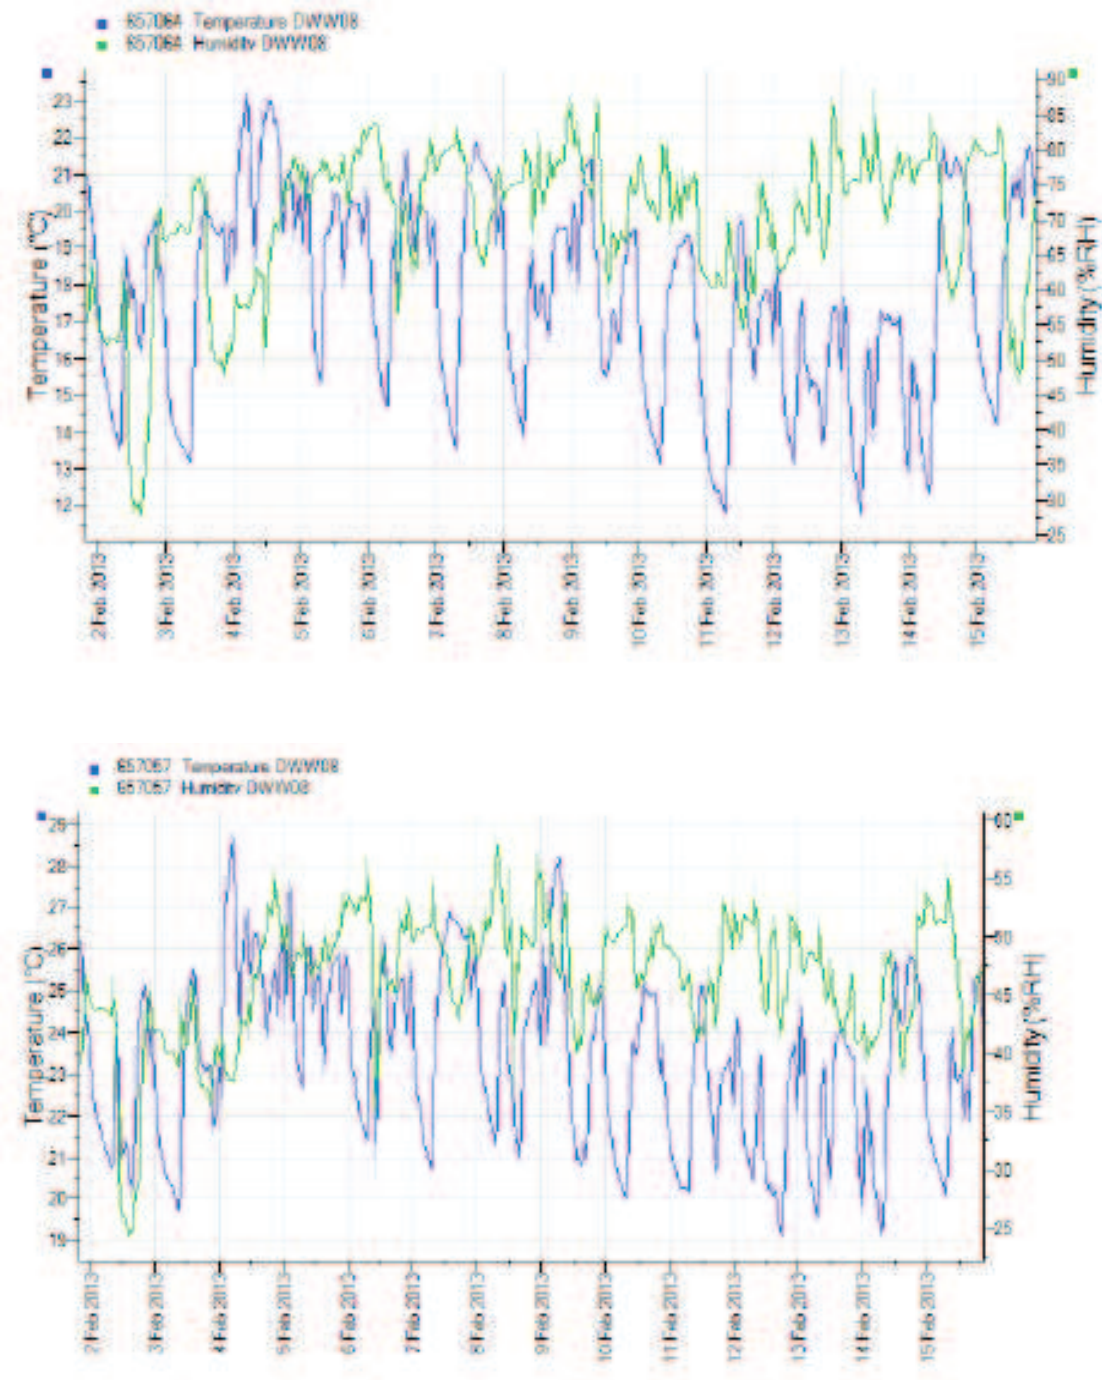 657064 Temperature DWW08
657064 Humidity DWW08
23
22
21
20
19
18
17
16
15
14
13
12
Temperature (°C)
90
85
80
75
70
65
60
55
50
45
40
35
30
25
Humidity (%RH)
2 Feb 2013
3 Feb 2013
4 Feb 2013
5 Feb 2013
6 Feb 2013
7 Feb 2013
8 Feb 2013
9 Feb 2013
10 Feb 2013
11 Feb 2013
12 Feb 2013
13 Feb 2013
14 Feb 2013
15 Feb 2013
657057 Temperature DWW08
657057 Humidity DWW08
29
28
27
26
25
24
23
22
21
20
19
Temperature (°C)
60
55
50
45
40
35
30
25
Humidity (%RH)
2 Feb 2013
3 Feb 2013
4 Feb 2013
5 Feb 2013
6 Feb 2013
7 Feb 2013
8 Feb 2013
9 Feb 2013
10 Feb 2013
11 Feb 2013
12 Feb 2013
13 Feb 2013
14 Feb 2013
15 Feb 2013